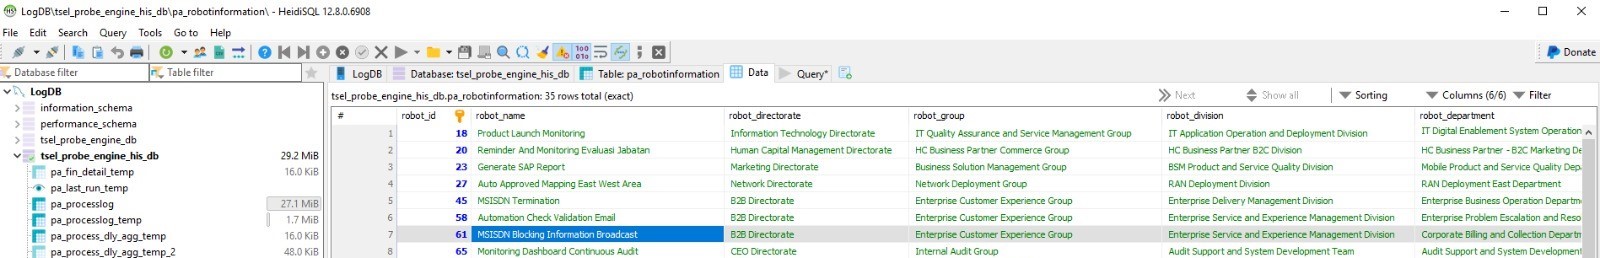 LogDB\tsel_probe_engine_his_db\pa_robotinformation\ - HeidiSQL 12.8.0.6908
File Edit Search Query Tools Go to Help
Donate
Database filter Table filter
LogDB Database: tsel_probe_engine_his_db Table: pa_robotinformation Data Query*
LogDB
information_schema
performance_schema
tsel_probe_engine_db
tsel_probe_engine_his_db 29.2 MiB
pa_fin_detail_temp 16.0 KiB
pa_last_run_temp
pa_processlog 27.1 MiB
pa_processlog_temp 1.7 MiB
pa_process_dly_agg_temp 16.0 KiB
pa_process_dly_agg_temp_2 48.0 KiB
tsel_probe_engine_his_db.pa_robotinformation: 35 rows total (exact) Next Show all Sorting Columns (6/6) Filter
# robot_id robot_name robot_directorate robot_group robot_division robot_department
1 18 Product Launch Monitoring Information Technology Directorate IT Quality Assurance and Service Management Group IT Application Operation and Deployment Division IT Digital Enablement System Operation
2 20 Reminder And Monitoring Evaluasi Jabatan Human Capital Management Directorate HC Business Partner Commerce Group HC Business Partner B2C Division HC Business Partner - B2C Marketing De
3 23 Generate SAP Report Marketing Directorate Business Solution Management Group BSM Product and Service Quality Division Mobile Product and Service Quality Depa
4 27 Auto Approved Mapping East West Area Network Directorate Network Deployment Group RAN Deployment Division RAN Deployment East Department
5 45 MSISDN Termination B2B Directorate Enterprise Customer Experience Group Enterprise Delivery Management Division Enterprise Business Operation Departm
6 58 Automation Check Validation Email B2B Directorate Enterprise Customer Experience Group Enterprise Service and Experience Management Division Enterprise Problem Escalation and Reso
7 61 MSISDN Blocking Information Broadcast B2B Directorate Enterprise Customer Experience Group Enterprise Service and Experience Management Division Corporate Billing and Collection Departm
8 65 Monitoring Dashboard Continuous Audit CEO Directorate Internal Audit Group Audit Support and System Development Team Audit Support and System Development